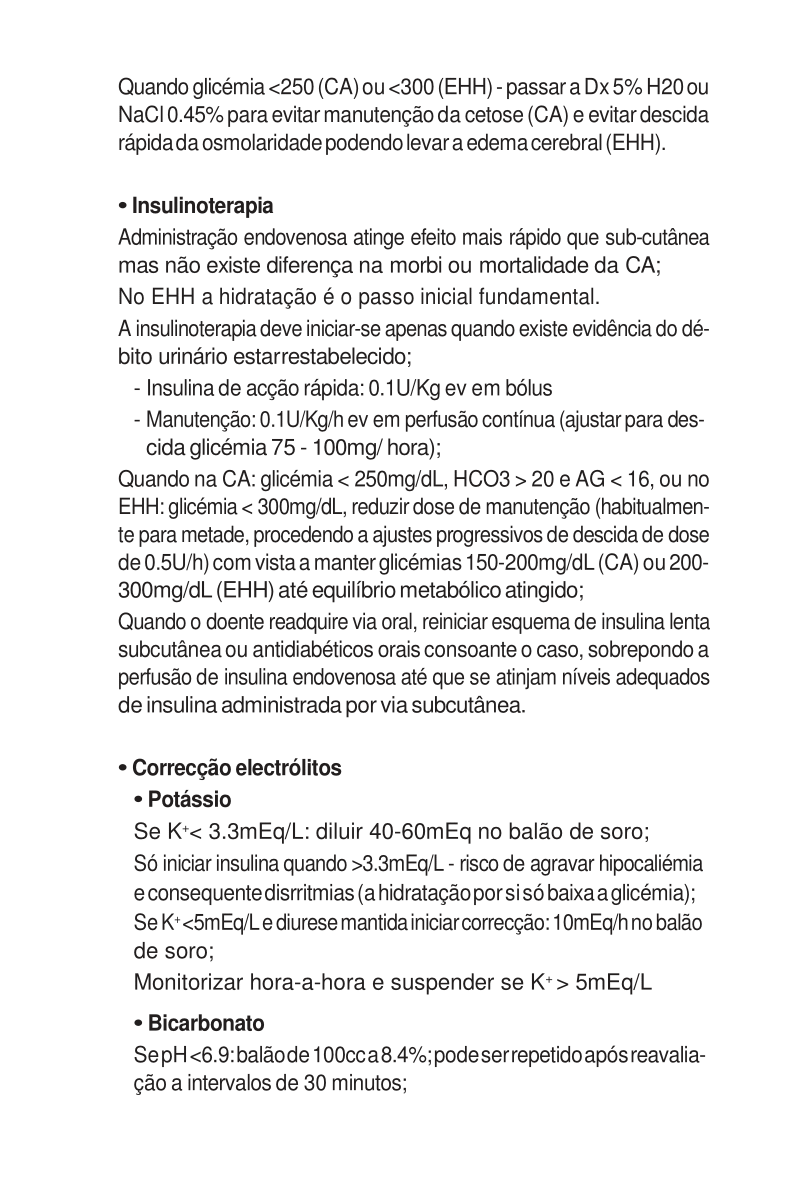 Quando glicémia <250 (CA) ou <300 (EHH) - passar a Dx 5% H20 ou
NaCl 0.45% para evitar manutenção da cetose (CA) e evitar descida
rápida da osmolaridade podendo levar a edema cerebral (EHH).
• Insulinoterapia
Administração endovenosa atinge efeito mais rápido que sub-cutânea
mas não existe diferença na morbi ou mortalidade da CA;
No EHH a hidratação é o passo inicial fundamental.
A insulinoterapia deve iniciar-se apenas quando existe evidência do dé-
bito urinário estar restabelecido;
- Insulina de acção rápida: 0.1U/Kg ev em bólus
- Manutenção: 0.1U/Kg/h ev em perfusão contínua (ajustar para des-
cida glicémia 75 - 100mg/ hora);
Quando na CA: glicémia < 250mg/dL, HCO3 > 20 e AG < 16, ou no
EHH: glicémia < 300mg/dL, reduzir dose de manutenção (habitualmen-
te para metade, procedendo a ajustes progressivos de descida de dose
de 0.5U/h) com vista a manter glicémias 150-200mg/dL (CA) ou 200-
300mg/dL (EHH) até equilíbrio metabólico atingido;
Quando o doente readquire via oral, reiniciar esquema de insulina lenta
subcutânea ou antidiabéticos orais consoante o caso, sobrepondo a
perfusão de insulina endovenosa até que se atinjam níveis adequados
de insulina administrada por via subcutânea.
• Correcção electrólitos
• Potássio
Se K+< 3.3mEq/L: diluir 40-60mEq no balão de soro;
Só iniciar insulina quando >3.3mEq/L - risco de agravar hipocaliémia
e consequente disrritmias (a hidratação por si só baixa a glicémia);
Se K+ <5mEq/L e diurese mantida iniciar correcção: 10mEq/h no balão
de soro;
Monitorizar hora-a-hora e suspender se K+ > 5mEq/L
• Bicarbonato
Se pH <6.9: balão de 100cc a 8.4%; pode ser repetido após reavalia-
ção a intervalos de 30 minutos;